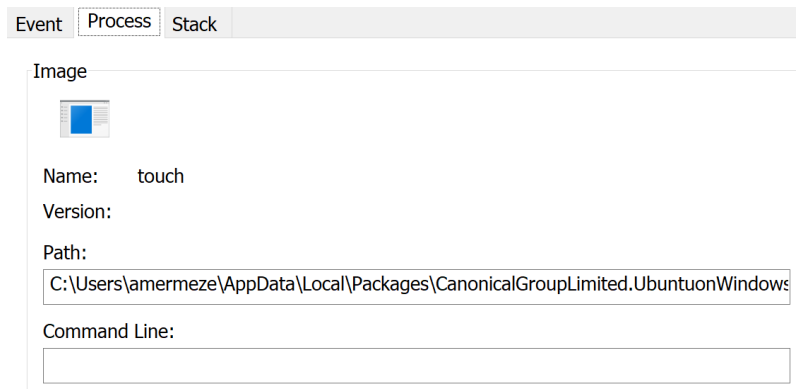 Event Process Stack
Image
Name: touch
Version:
Path:
C:\Users\amermeze\AppData\Local\Packages\CanonicalGroupLimited.UbuntuonWindows
Command Line: